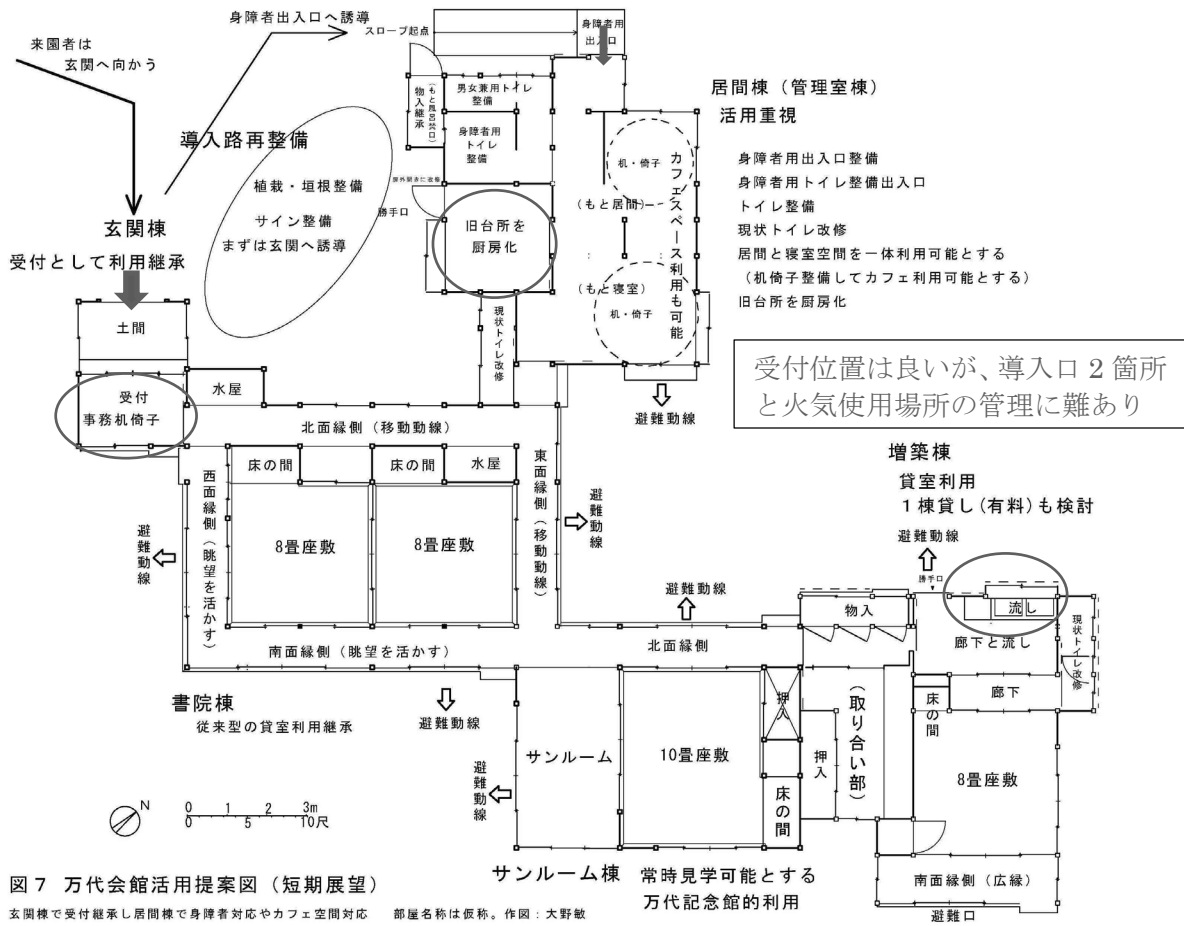 身障者出入口へ誘導
スロープ起点
身障者用
出入口
来園者は
玄関へ向かう
導入路再整備
植栽・垣根整備
サイン整備
まずは玄関へ誘導
玄関棟
受付として利用継承
物入継承
(もと風呂焚口)
男女兼用トイレ
整備
身障者用
トイレ
整備
勝手口
旧台所を
厨房化
机・椅子
(もと居間)
(もと寝室)
机・椅子
カフェスペース利用も可能
現状トイレ改修
居間棟（管理室棟）
活用重視
身障者用出入口整備
身障者用トイレ整備出入口
トイレ整備
現状トイレ改修
居間と寝室空間を一体利用可能とする
（机椅子整備してカフェ利用可能とする）
旧台所を厨房化
受付位置は良いが、導入口 2 箇所
と火気使用場所の管理に難あり
避難動線
土間
受付
事務机椅子
水屋
北面縁側（移動動線）
床の間
床の間
水屋
西面縁側（眺望を活かす）
8畳座敷
8畳座敷
東面縁側（移動動線）
避難動線
避難動線
南面縁側（眺望を活かす）
書院棟
従来型の貸室利用継承
避難動線
避難動線
北面縁側
増築棟
貸室利用
1棟貸し(有料)も検討
避難動線
勝手口
物入
流し
廊下と流し
現状トイレ改修
廊下
床の間
8畳座敷
南面縁側（広縁）
避難口
(取り合い部)
押入
押入
床の間
10畳座敷
サンルーム
避難動線
サンルーム棟
常時見学可能とする
万代記念館的利用
N
0 1 2 3m
0 5 10尺
図7 万代会館活用提案図（短期展望）
玄関棟で受付継承し居間棟で身障者対応やカフェ空間対応 部屋名称は仮称。作図：大野敏